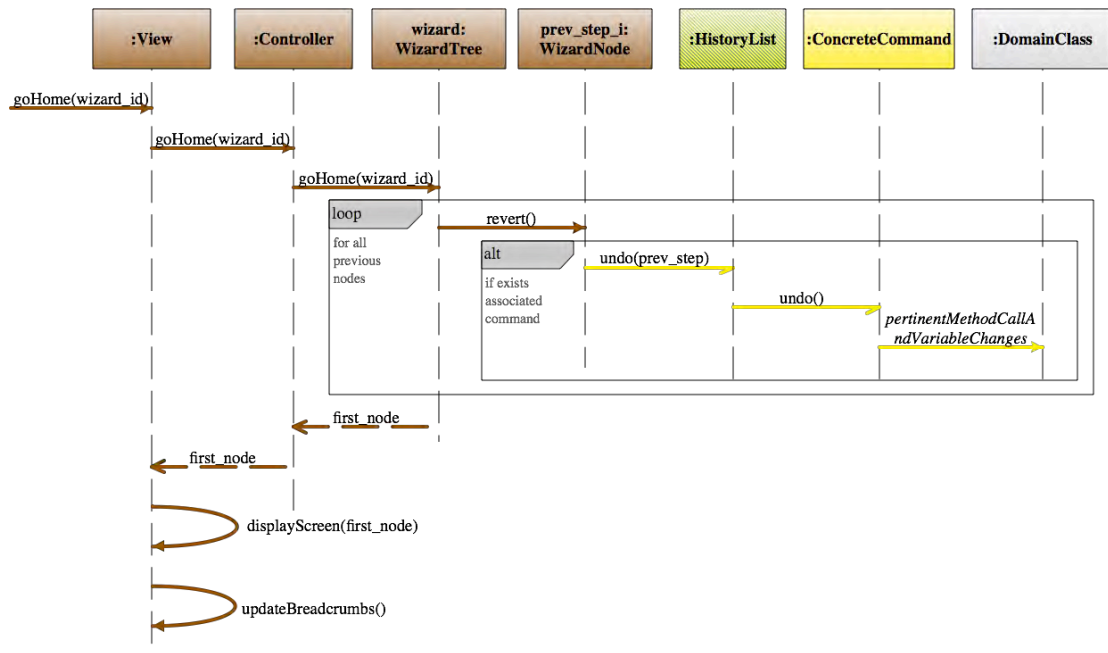 :View
:Controller
wizard:
WizardTree
prev_step_i:
WizardNode
:HistoryList
:ConcreteCommand
:DomainClass
goHome(wizard_id)
goHome(wizard_id)
goHome(wizard_id)
loop
for all
previous
nodes
revert()
alt
if exists
associated
command
undo(prev_step)
undo()
pertinentMethodCallA
ndVariableChanges
first_node
first_node
displayScreen(first_node)
updateBreadcrumbs()